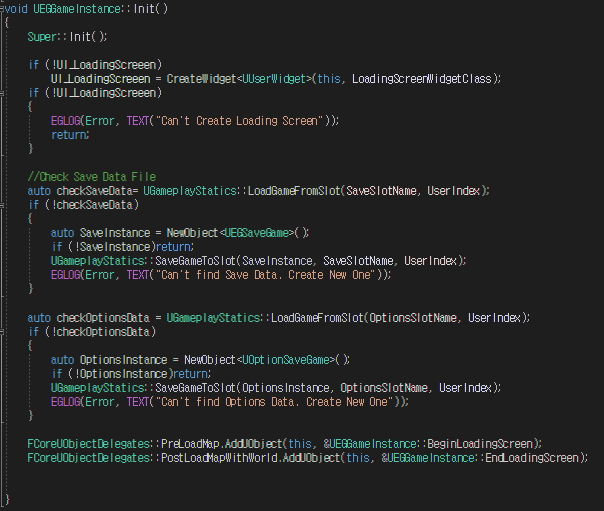 void UEGGameInstance::Init()
{
Super::Init();
if (!UI_LoadingScreeen)
UI_LoadingScreeen = CreateWidget<UUserWidget>(this, LoadingScreenWidgetClass);
if (!UI_LoadingScreeen)
{
EGLOG(Error, TEXT("Can't Create Loading Screen"));
return;
}
//Check Save Data File
auto checkSaveData= UGameplayStatics::LoadGameFromSlot(SaveSlotName, UserIndex);
if (!checkSaveData)
{
auto SaveInstance = NewObject<UEGSaveGame>();
if (!SaveInstance)return;
UGameplayStatics::SaveGameToSlot(SaveInstance, SaveSlotName, UserIndex);
EGLOG(Error, TEXT("Can't find Save Data. Create New One"));
}
auto checkOptionsData = UGameplayStatics::LoadGameFromSlot(OptionsSlotName, UserIndex);
if (!checkOptionsData)
{
auto OptionsInstance = NewObject<UOptionSaveGame>();
if (!OptionsInstance)return;
UGameplayStatics::SaveGameToSlot(OptionsInstance, OptionsSlotName, UserIndex);
EGLOG(Error, TEXT("Can't find Options Data. Create New One"));
}
FCoreUObjectDelegates::PreLoadMap.AddUObject(this, &UEGGameInstance::BeginLoadingScreen);
FCoreUObjectDelegates::PostLoadMapWithWorld.AddUObject(this, &UEGGameInstance::EndLoadingScreen);
}